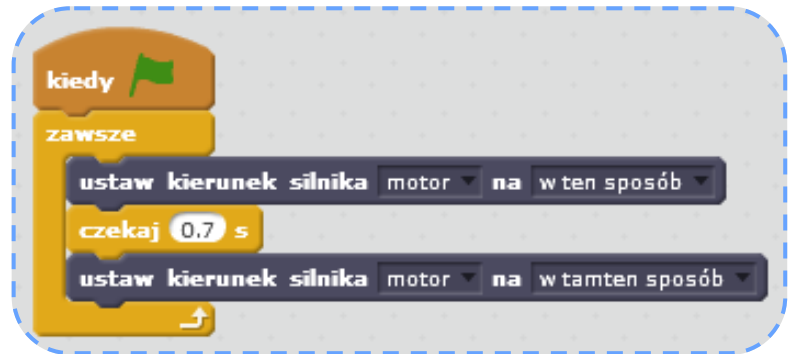 kiedy
zawsze
ustaw kierunek silnika motor na w ten sposób
czekaj 0.7 s
ustaw kierunek silnika motor na w tamten sposób